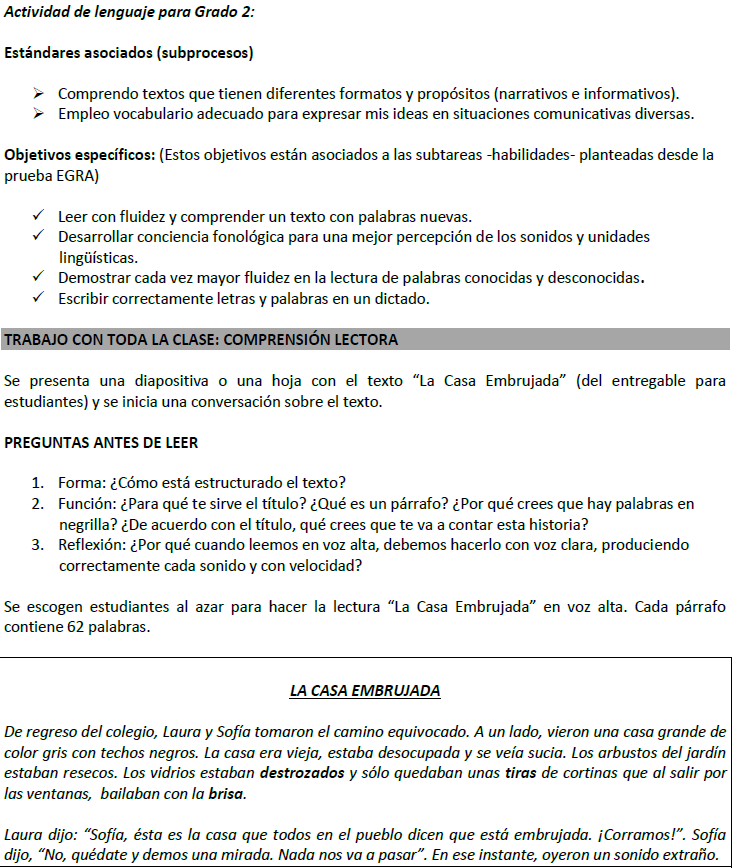 Actividad de lenguaje para Grado 2:
Estándares asociados (subprocesos)
➢ Comprendo textos que tienen diferentes formatos y propósitos (narrativos e informativos).
➢ Empleo vocabulario adecuado para expresar mis ideas en situaciones comunicativas diversas.
Objetivos específicos: (Estos objetivos están asociados a las subtareas -habilidades- planteadas desde la
prueba EGRA)
✓ Leer con fluidez y comprender un texto con palabras nuevas.
✓ Desarrollar conciencia fonológica para una mejor percepción de los sonidos y unidades
lingüísticas.
✓ Demostrar cada vez mayor fluidez en la lectura de palabras conocidas y desconocidas.
✓ Escribir correctamente letras y palabras en un dictado.
TRABAJO CON TODA LA CLASE: COMPRENSIÓN LECTORA
Se presenta una diapositiva o una hoja con el texto “La Casa Embrujada” (del entregable para
estudiantes) y se inicia una conversación sobre el texto.
PREGUNTAS ANTES DE LEER
1. Forma: ¿Cómo está estructurado el texto?
2. Función: ¿Para qué te sirve el título? ¿Qué es un párrafo? ¿Por qué crees que hay palabras en
negrilla? ¿De acuerdo con el título, qué crees que te va a contar esta historia?
3. Reflexión: ¿Por qué cuando leemos en voz alta, debemos hacerlo con voz clara, produciendo
correctamente cada sonido y con velocidad?
Se escogen estudiantes al azar para hacer la lectura “La Casa Embrujada” en voz alta. Cada párrafo
contiene 62 palabras.
LA CASA EMBRUJADA
De regreso del colegio, Laura y Sofía tomaron el camino equivocado. A un lado, vieron una casa grande de
color gris con techos negros. La casa era vieja, estaba desocupada y se veía sucia. Los arbustos del jardín
estaban resecos. Los vidrios estaban destrozados y sólo quedaban unas tiras de cortinas que al salir por
las ventanas, bailaban con la brisa.
Laura dijo: “Sofía, ésta es la casa que todos en el pueblo dicen que está embrujada. ¡Corramos!”. Sofía
dijo, “No, quédate y demos una mirada. Nada nos va a pasar”. En ese instante, oyeron un sonido extraño.